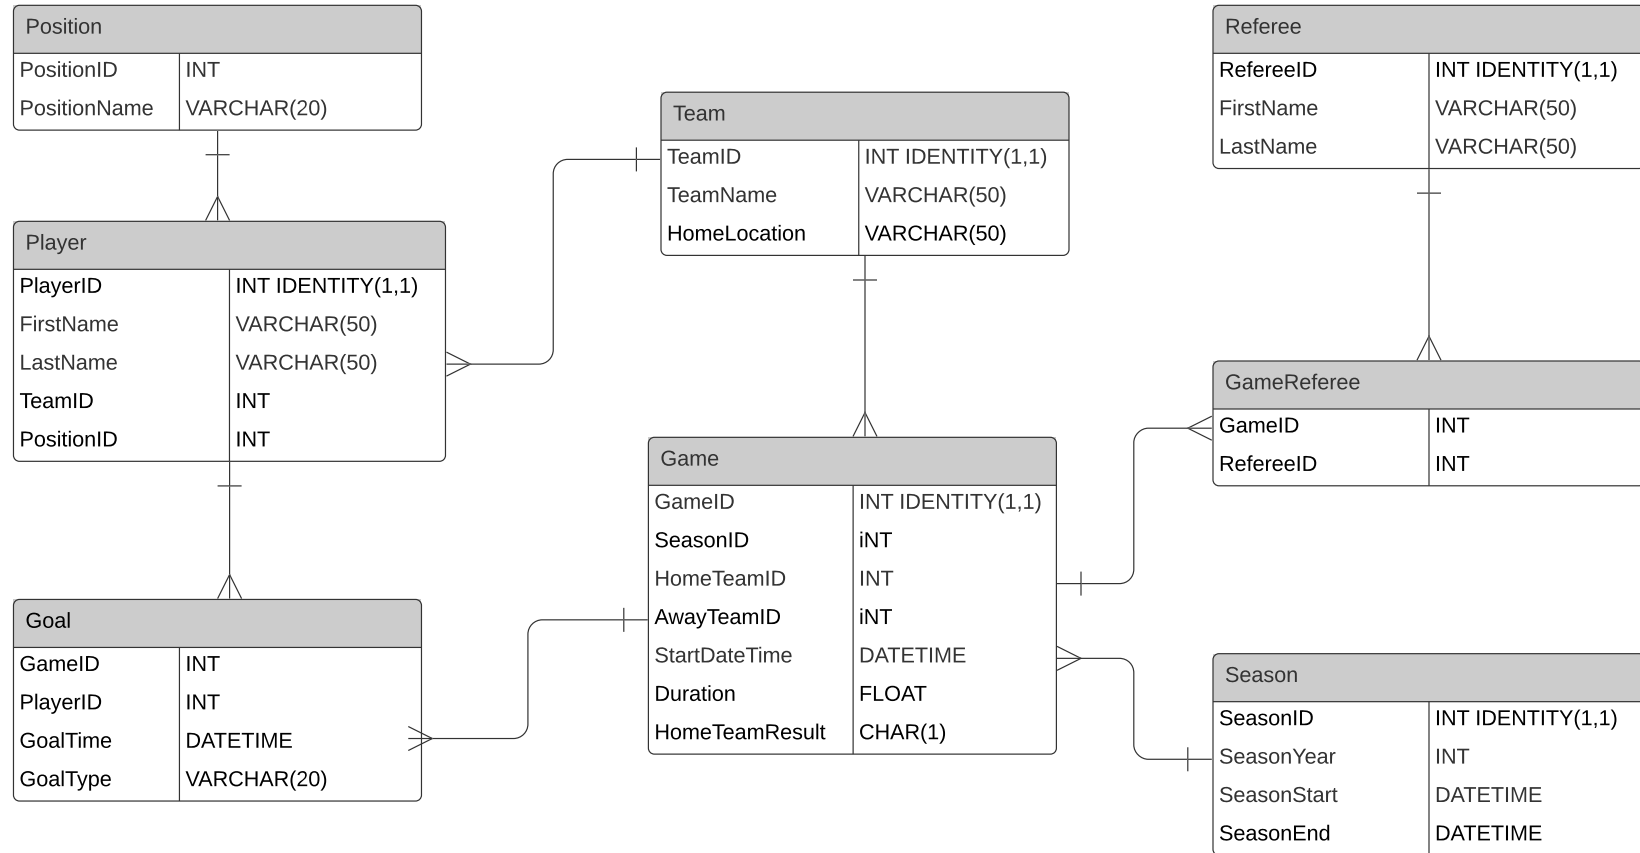 Position
PositionID INT
PositionName VARCHAR(20)
Player
PlayerID INT IDENTITY(1,1)
FirstName VARCHAR(50)
LastName VARCHAR(50)
TeamID INT
PositionID INT
Goal
GameID INT
PlayerID INT
GoalTime DATETIME
GoalType VARCHAR(20)
Team
TeamID INT IDENTITY(1,1)
TeamName VARCHAR(50)
HomeLocation VARCHAR(50)
Game
GameID INT IDENTITY(1,1)
SeasonID iNT
HomeTeamID INT
AwayTeamID iNT
StartDateTime DATETIME
Duration FLOAT
HomeTeamResult CHAR(1)
Referee
RefereeID INT IDENTITY(1,1)
FirstName VARCHAR(50)
LastName VARCHAR(50)
GameReferee
GameID INT
RefereeID INT
Season
SeasonID INT IDENTITY(1,1)
SeasonYear INT
SeasonStart DATETIME
SeasonEnd DATETIME